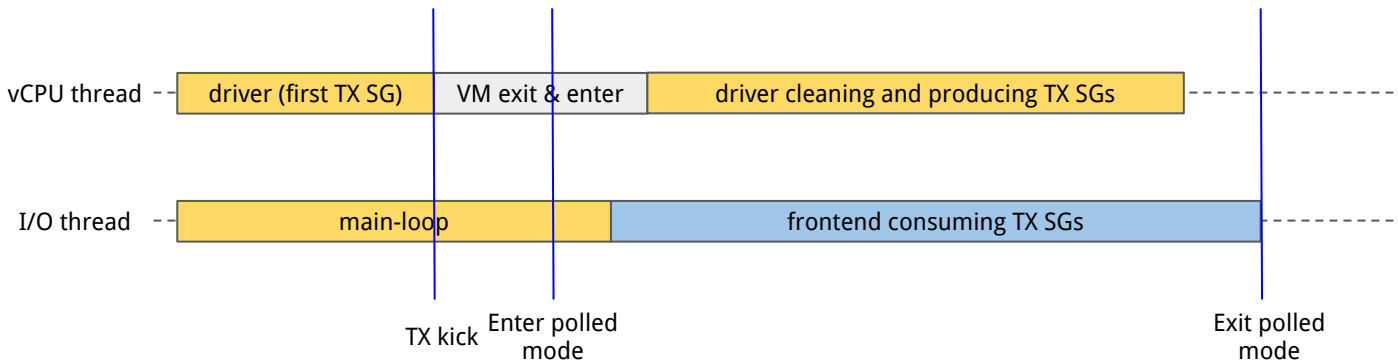 vCPU thread
driver (first TX SG)
VM exit & enter
driver cleaning and producing TX SGs
I/O thread
main-loop
frontend consuming TX SGs
TX kick
Enter polled
mode
Exit polled
mode